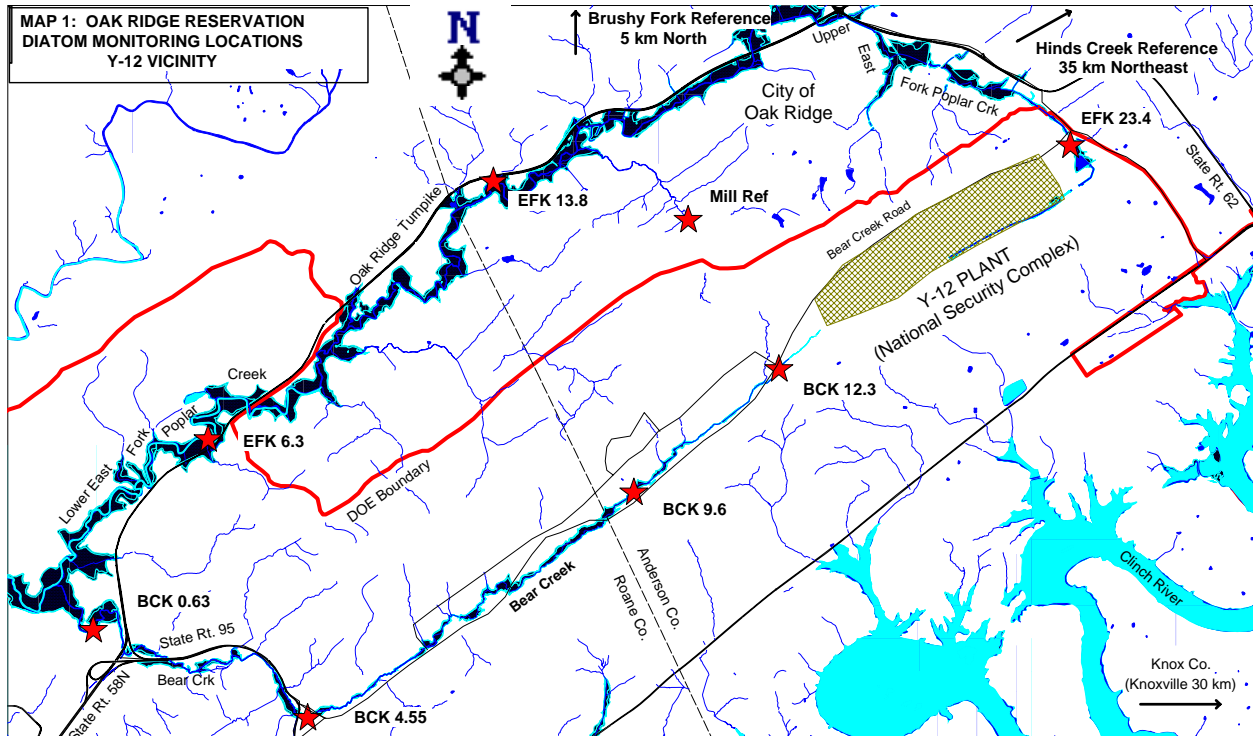 MAP 1: OAK RIDGE RESERVATION
DIATOM MONITORING LOCATIONS
Y-12 VICINITY
N
Brushy Fork Reference
5 km North
Upper
East
Fork Poplar Crk
Hinds Creek Reference
35 km Northeast
City of
Oak Ridge
EFK 23.4
State Rt. 62
EFK 13.8
Mill Ref
Bear Creek Road
Oak Ridge Turnpike
Y-12 PLANT
(National Security Complex)
BCK 12.3
Creek
Poplar
Fork
Lower East
EFK 6.3
DOE Boundary
BCK 9.6
Anderson Co.
Roane Co.
Bear Creek
Clinch River
BCK 0.63
State Rt. 95
Bear Crk
State Rt. 58N
BCK 4.55
Knox Co.
(Knoxville 30 km)